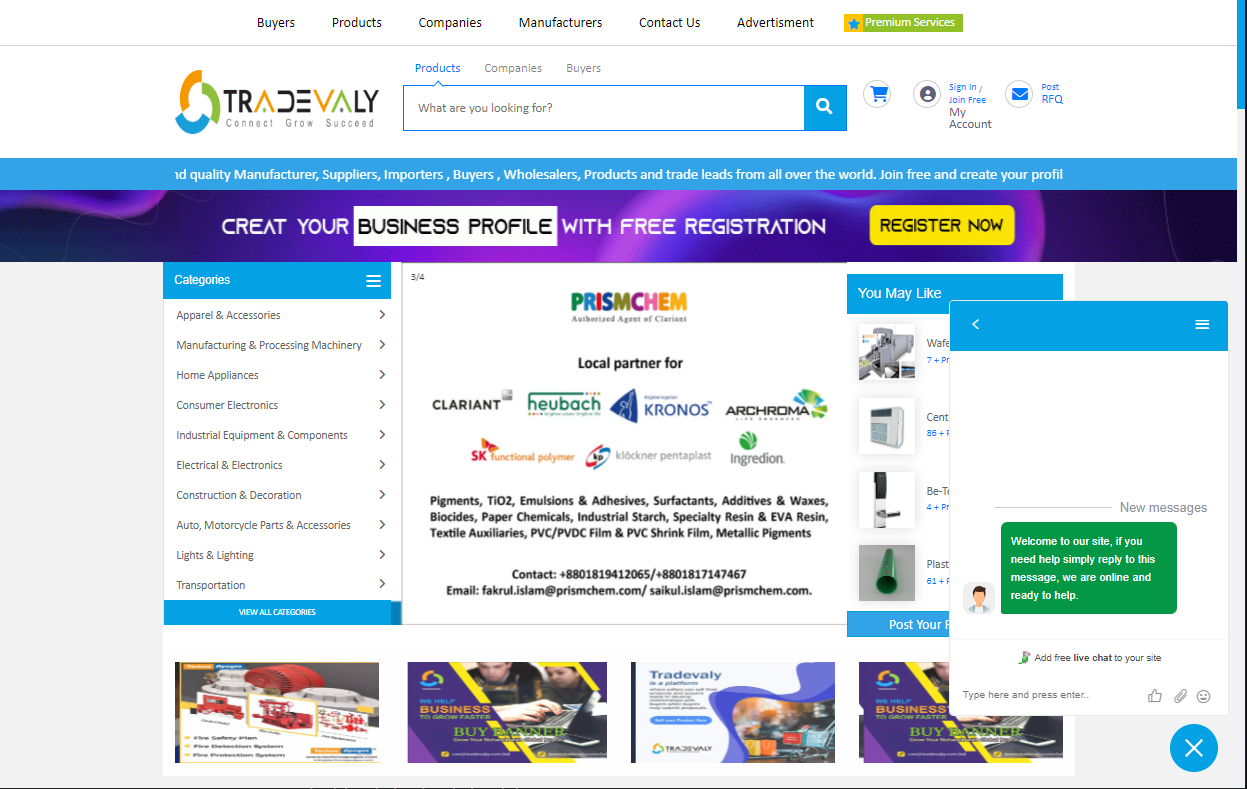 Buyers Products Companies Manufacturers Contact Us Advertisment Premium Services
TRADEVALY
Connect Grow Succeed
Products Companies Buyers
What are you looking for?
Sign In / Join Free
My Account
Post RFQ
nd quality Manufacturer, Suppliers, Importers , Buyers , Wholesalers, Products and trade leads from all over the world. Join free and create your profil
CREAT YOUR BUSINESS PROFILE WITH FREE REGISTRATION REGISTER NOW
Categories
Apparel & Accessories
Manufacturing & Processing Machinery
Home Appliances
Consumer Electronics
Industrial Equipment & Components
Electrical & Electronics
Construction & Decoration
Auto, Motorcycle Parts & Accessories
Lights & Lighting
Transportation
VIEW ALL CATEGORIES
3/4
PRISMCHEM
Authorized Agent of Clariant
Local partner for
CLARIANT heubach KRONOS ARCHROMA
SK functional polymer kp klöckner pentaplast Ingredion
Pigments, TiO2, Emulsions & Adhesives, Surfactants, Additives & Waxes,
Biocides, Paper Chemicals, Industrial Starch, Specialty Resin & EVA Resin,
Textile Auxiliaries, PVC/PVDC Film & PVC Shrink Film, Metallic Pigments
Contact: +8801819412065/+8801817147467
Email: fakrul.islam@prismchem.com/ saikul.islam@prismchem.com.
You May Like
Wafe
7 + Pr
Cent
86 + P
Be-Te
4 + Pr
Plast
61 + P
Post Your F
New messages
Welcome to our site, if you
need help simply reply to this
message, we are online and
ready to help.
Add free live chat to your site
Type here and press enter..
Fire Safety Plan
Fire Detection System
Fire Protection System
WE HELP
BUSINESS
TO GROW FASTER
BUY BANNER
Tradevaly
is a platform
TRADEVALY
WE HELP
BUSINESS
TO GROW FASTER
BUY BANNER